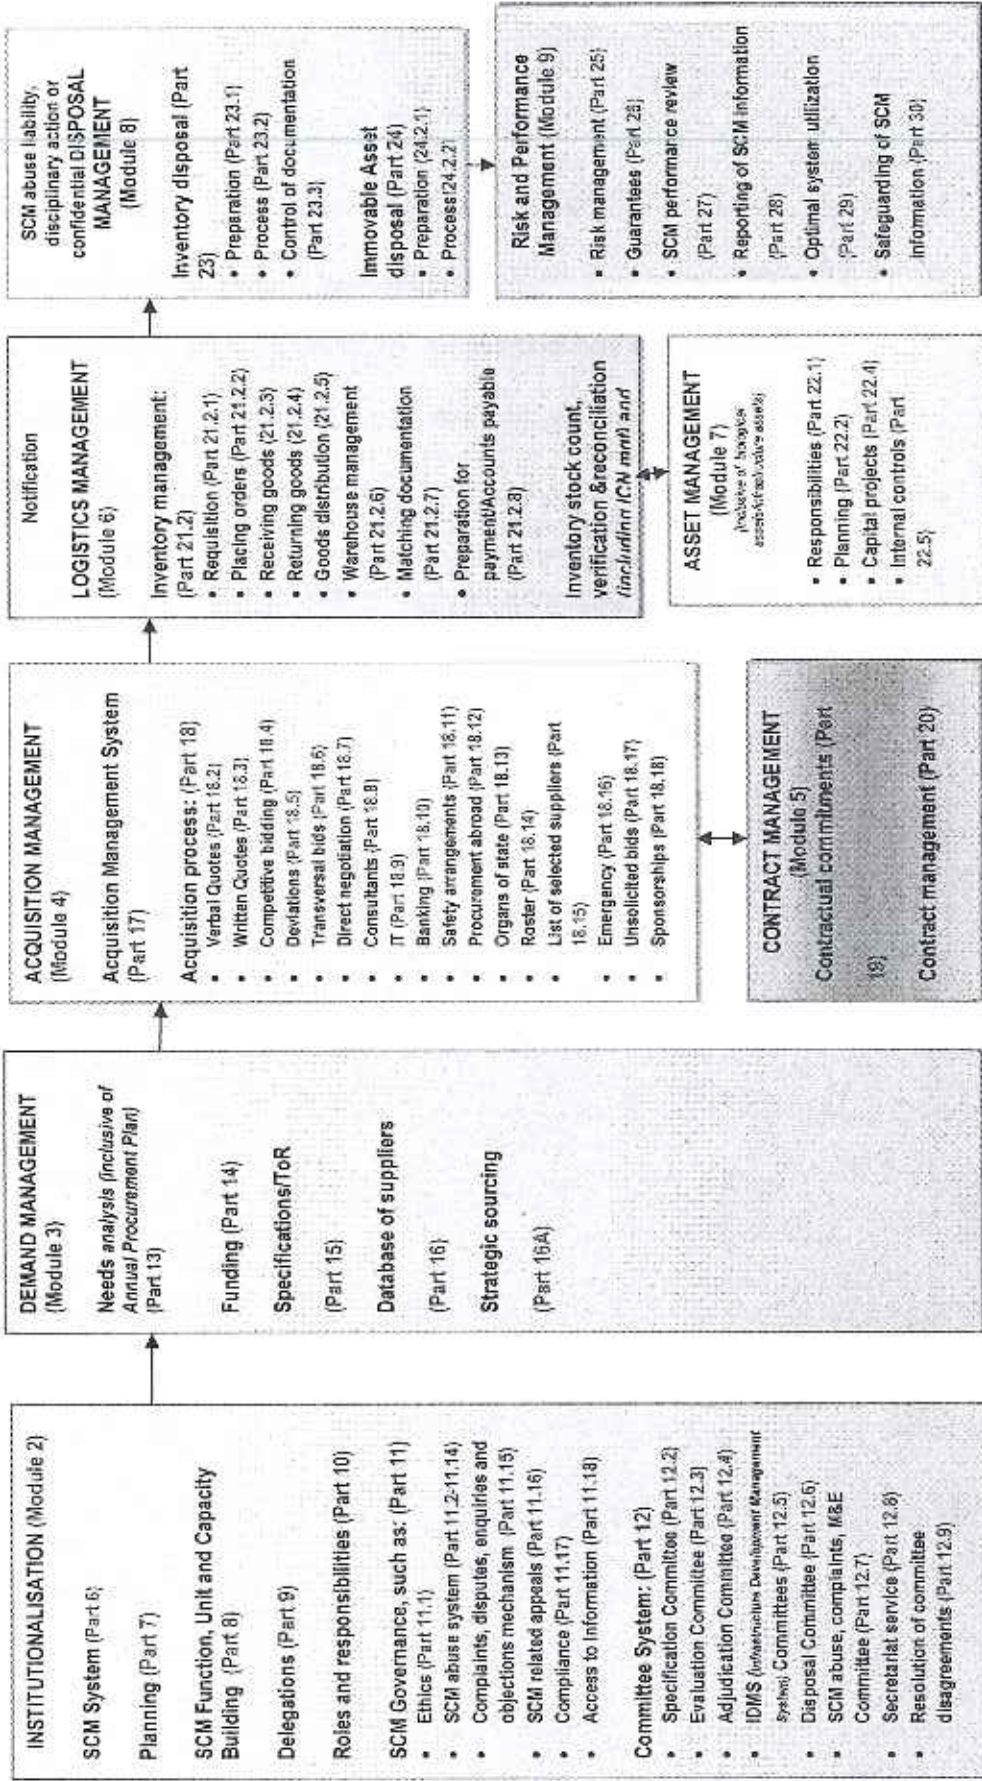 INSTITUTIONALISATION (Module 2)
SCM System (Part 6)
Planning (Part 7)
SCM Function, Unit and Capacity
Building (Part 8)
Delegations (Part 9)
Roles and responsibilities (Part 10)
SCM Governance, such as: (Part 11)
• Ethics (Part 11.1)
• SCM abuse system (Part 11.2-11.14)
• Complaints, disputes, enquiries and
objections mechanism (Part 11.15)
• SCM related appeals (Part 11.16)
• Compliance (Part 11.17)
• Access to Information (Part 11.18)
Committee System: (Part 12)
• Specification Committee (Part 12.2)
• Evaluation Committee (Part 12.3)
• Adjudication Committee (Part 12.4)
• IDIMS (Infrastructure Development Management
System) Committees (Part 12.5)
• Disposal Committee (Part 12.6)
• SCM abuse, complaints, M&E
Committee (Part 12.7)
• Secretariat service (Part 12.8)
• Resolution of committee
disagreements (Part 12.9)
DEMAND MANAGEMENT
(Module 3)
Needs analysis (inclusive of
Annual Procurement Plan)
(Part 13)
Funding (Part 14)
Specifications/ToR
(Part 15)
Database of suppliers
(Part 16)
Strategic sourcing
(Part 16A)
ACQUISITION MANAGEMENT
(Module 4)
Acquisition Management System
(Part 17)
Acquisition process: (Part 18)
• Verbal Quotes (Part 18.2)
• Written Quotes (Part 18.3)
• Competitive bidding (Part 18.4)
• Deviations (Part 18.5)
• Transversal bids (Part 18.6)
• Direct negotiation (Part 18.7)
• Consultants (Part 18.8)
• IT (Part 18.9)
• Banking (Part 18.10)
• Safety arrangements (Part 18.11)
• Procurement abroad (Part 18.12)
• Organs of state (Part 18.13)
• Roster (Part 18.14)
• List of selected suppliers (Part
18.15)
• Emergency (Part 18.16)
• Unsolicited bids (Part 18.17)
• Sponsorships (Part 18.18)
CONTRACT MANAGEMENT
(Module 5)
Contractual commitments (Part
19)
Contract management (Part 20)
Notification
LOGISTICS MANAGEMENT
(Module 6)
Inventory management:
(Part 21.2)
• Requisition (Part 21.2.1)
• Placing orders (Part 21.2.2)
• Receiving goods (21.2.3)
• Returning goods (21.2.4)
• Goods distribution (21.2.5)
• Warehouse management
(Part 21.2.6)
• Matching documentation
(Part 21.2.7)
• Preparation for
payment/Accounts payable
(Part 21.2.8)
Inventory stock count,
verification &reconciliation
ASSET MANAGEMENT
(Module 7)
(inclusive of biological
assets/infrastructure assets)
• Responsibilities (Part 22.1)
• Planning (Part 22.2)
• Capital projects (Part 22.4)
• Internal controls (Part
22.5)
SCM abuse liability,
disciplinary action or
confidential DISPOSAL
MANAGEMENT
(Module 8)
Inventory disposal (Part
23)
• Preparation (Part 23.1)
• Process (Part 23.2)
• Control of documentation
(Part 23.3)
Immovable Asset
disposal (Part 24)
• Preparation (24.2.1)
• Process(24.2.2)
Risk and Performance
Management (Module 9)
• Risk management (Part 25)
• Guarantees (Part 26)
• SCM performance review
(Part 27)
• Reporting of SCM information
(Part 28)
• Optimal system utilization
(Part 29)
• Safeguarding of SCM
Information (Part 30)